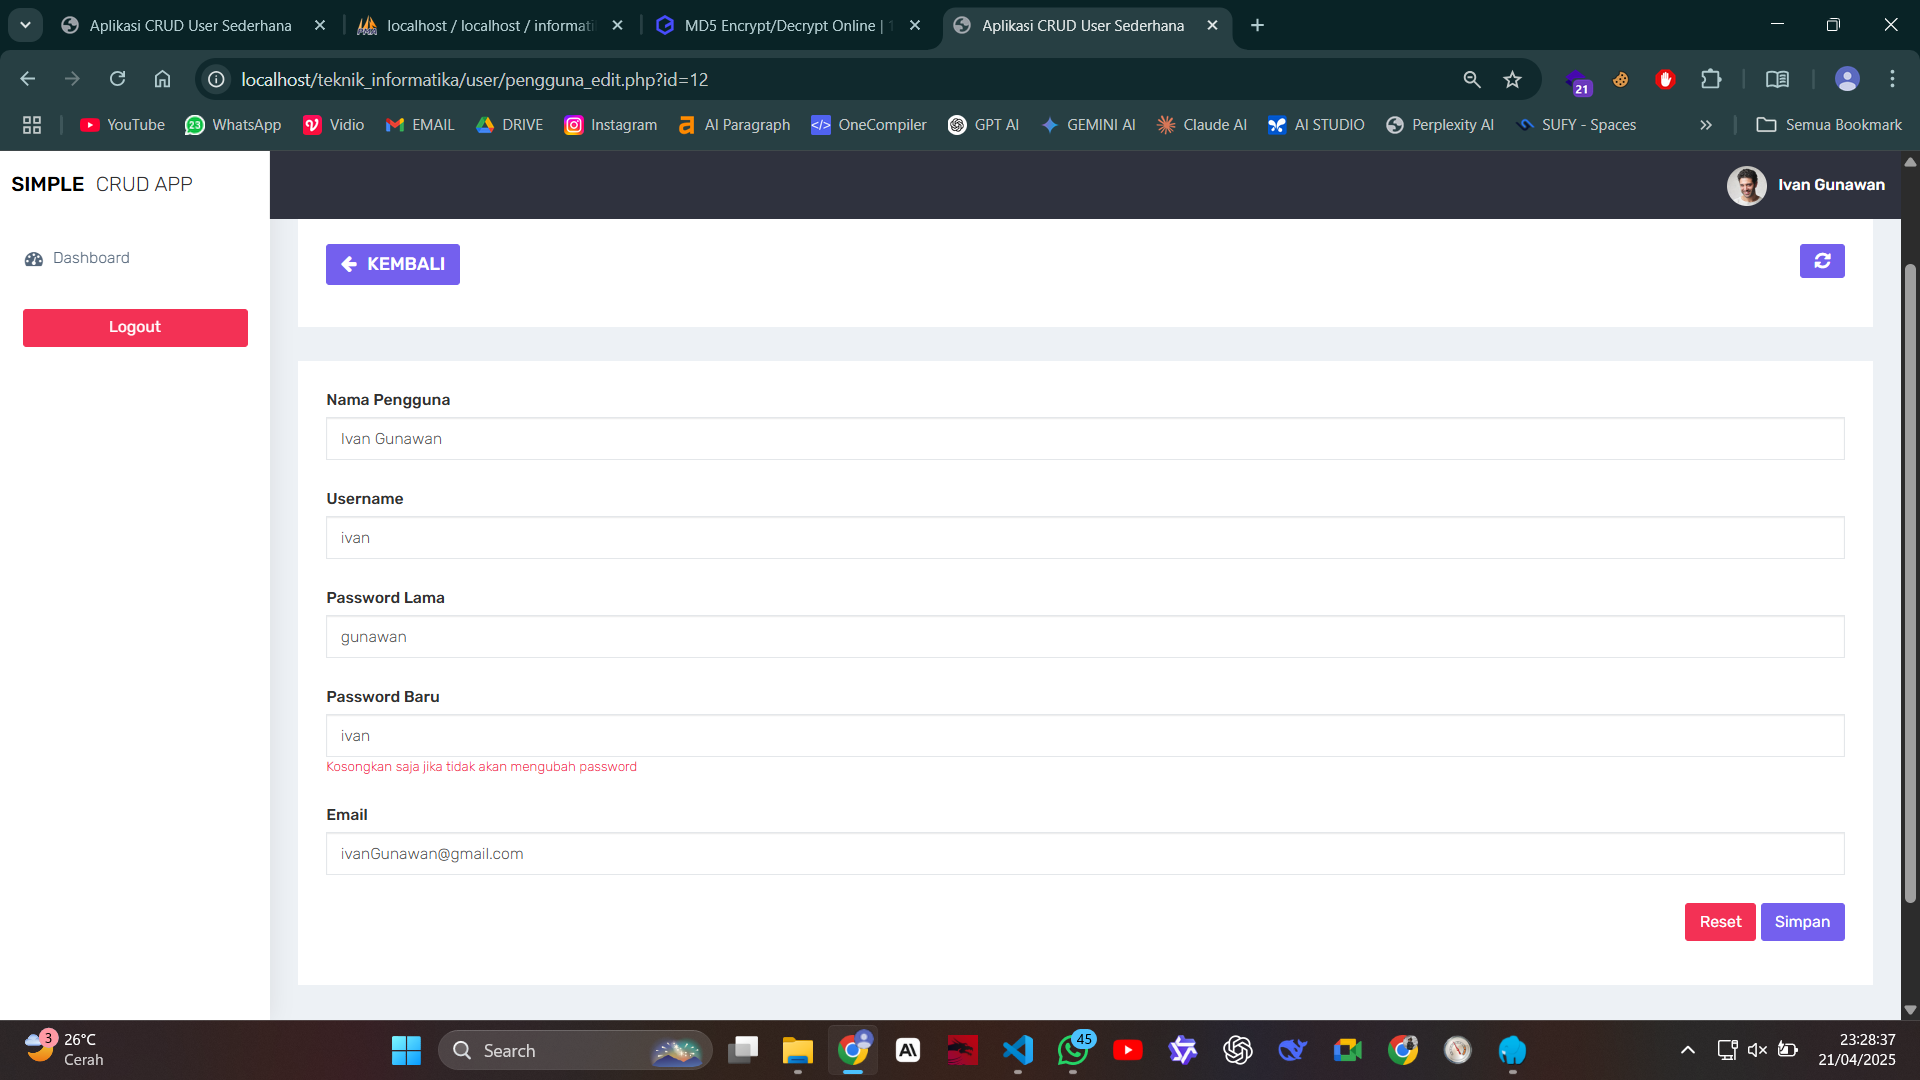 Aplikasi CRUD User Sederhana
localhost / localhost / informati
MD5 Encrypt/Decrypt Online |
Aplikasi CRUD User Sederhana
localhost/teknik_informatika/user/pengguna_edit.php?id=12
21
YouTube
23
WhatsApp
Vidio
EMAIL
DRIVE
Instagram
AI Paragraph
OneCompiler
GPT AI
GEMINI AI
Claude AI
AI STUDIO
Perplexity AI
SUFY - Spaces
Semua Bookmark
SIMPLE CRUD APP
Ivan Gunawan
Dashboard
Logout
KEMBALI
Nama Pengguna
Ivan Gunawan
Username
ivan
Password Lama
gunawan
Password Baru
ivan
Kosongkan saja jika tidak akan mengubah password
Email
ivanGunawan@gmail.com
Reset
Simpan
3
26°C
Cerah
Search
45
23:28:37
21/04/2025